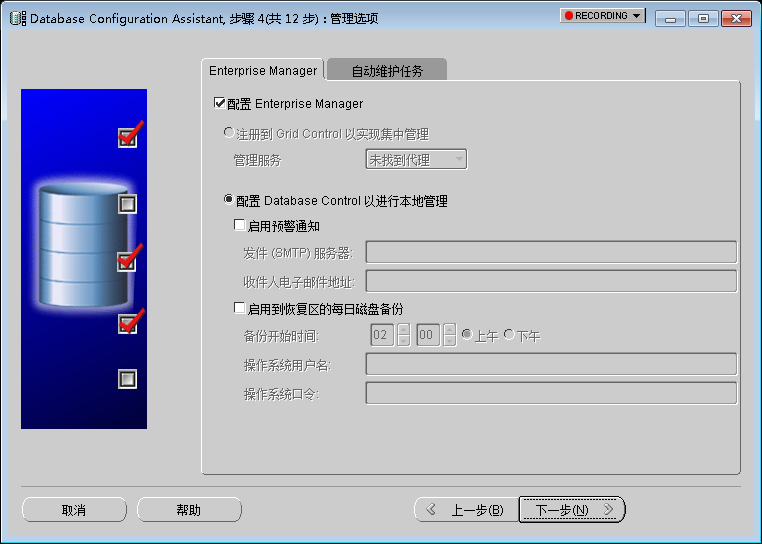 Database Configuration Assistant, 步骤 4(共 12 步) : 管理选项
RECORDING
Enterprise Manager
自动维护任务
配置 Enterprise Manager
注册到 Grid Control 以实现集中管理
管理服务
未找到代理
配置 Database Control 以进行本地管理
启用预警通知
发件 (SMTP) 服务器:
收件人电子邮件地址:
启用到恢复区的每日磁盘备份
备份开始时间: 02 00 上午 下午
操作系统用户名:
操作系统口令:
取消
帮助
上一步(B)
下一步(N)